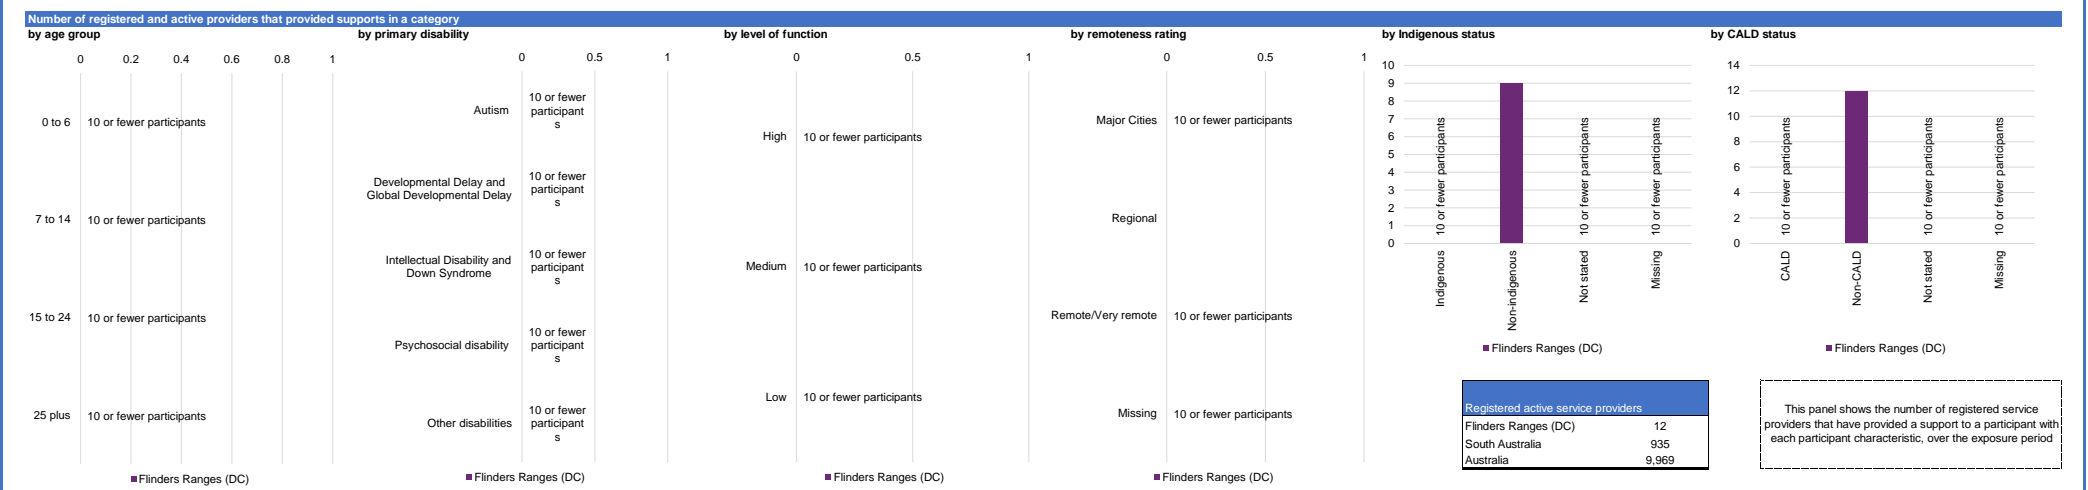 Number of registered and active providers that provided supports in a category
by age group
0 0.2 0.4 0.6 0.8 1
0 to 6 10 or fewer participants
7 to 14 10 or fewer participants
15 to 24 10 or fewer participants
25 plus 10 or fewer participants
Flinders Ranges (DC)
by primary disability
0 0.5 1
Autism
10 or fewer
participant
s
Developmental Delay and
Global Developmental Delay
10 or fewer
participant
s
Intellectual Disability and
Down Syndrome
10 or fewer
participant
s
Psychosocial disability
10 or fewer
participant
s
Other disabilities
10 or fewer
participant
s
Flinders Ranges (DC)
by level of function
0 0.5 1
High 10 or fewer participants
Medium 10 or fewer participants
Low 10 or fewer participants
Flinders Ranges (DC)
by remoteness rating
0 0.5 1
Major Cities 10 or fewer participants
Regional
Remote/Very remote 10 or fewer participants
Missing 10 or fewer participants
Flinders Ranges (DC)
by Indigenous status
10
9
8
7
6
5
4
3
2
1
0
10 or fewer participants
10 or fewer participants
10 or fewer participants
Indigenous
Non-indigenous
Not stated
Missing
Flinders Ranges (DC)
by CALD status
14
12
10
8
6
4
2
0
10 or fewer participants
10 or fewer participants
10 or fewer participants
CALD
Non-CALD
Not stated
Missing
Flinders Ranges (DC)
Registered active service providers
Flinders Ranges (DC) 12
South Australia 935
Australia 9,969
This panel shows the number of registered service
providers that have provided a support to a participant with
each participant characteristic, over the exposure period